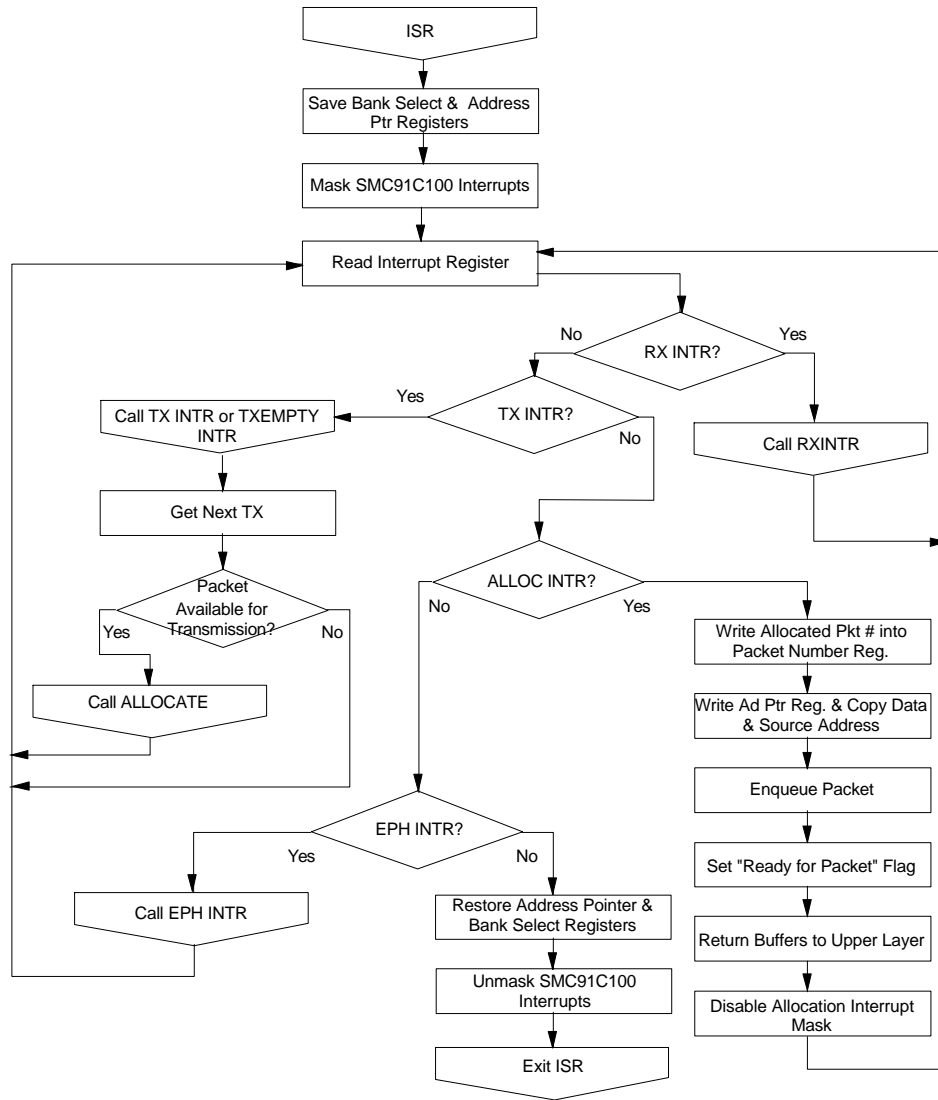 ISR
Save Bank Select & Address
Ptr Registers
Mask SMC91C100 Interrupts
Read Interrupt Register
No
Yes
RX INTR?
Yes
TX INTR?
No
Call TX INTR or TXEMPTY
INTR
Call RXINTR
Get Next TX
Packet
Available for
Transmission?
Yes
No
ALLOC INTR?
No
Yes
Write Allocated Pkt # into
Packet Number Reg.
Call ALLOCATE
Write Ad Ptr Reg. & Copy Data
& Source Address
Enqueue Packet
EPH INTR?
Yes
No
Set "Ready for Packet" Flag
Call EPH INTR
Restore Address Pointer &
Bank Select Registers
Return Buffers to Upper Layer
Unmask SMC91C100
Interrupts
Disable Allocation Interrupt
Mask
Exit ISR